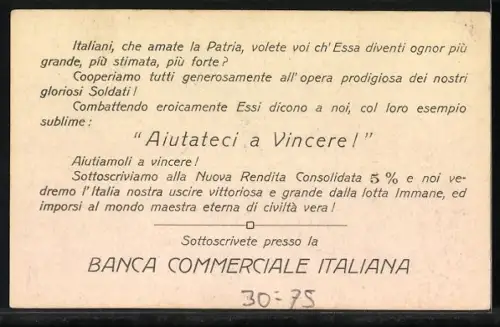 Italiani, che amate la Patria, volete voi ch' Essa diventi ognor più
grande, più stimata, più forte?
Cooperiamo tutti generosamente all' opera prodigiosa dei nostri
gloriosi Soldati!
Combattendo eroicamente Essi dicono a noi, col loro esempio
sublime:
"Aiutateci a Vincere!"
Aiutiamoli a vincere!
Sottoscriviamo alla Nuova Rendita Consolidata 5 % e noi ve-
dremo l'Italia nostra uscire vittoriosa e grande dalla lotta Immane, ed
imporsi al mondo maestra eterna di civiltà vera!
Sottoscrivete presso la
BANCA COMMERCIALE ITALIANA
30-75